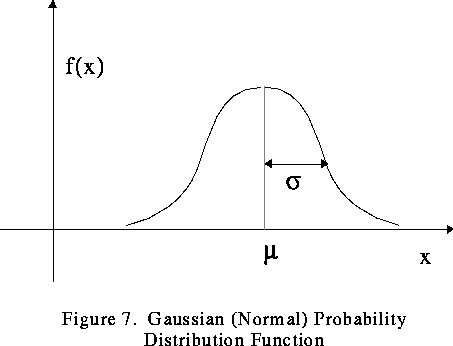 f(x)
σ
μ
x
Figure 7. Gaussian (Normal) Probability
Distribution Function